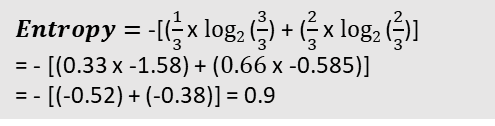 Entropy = -[(1/3 x log₂ (3/3) + (2/3 x log₂ (2/3)]
= - [(0.33 x -1.58) + (0.66 x -0.585)]
= - [(-0.52) + (-0.38)] = 0.9